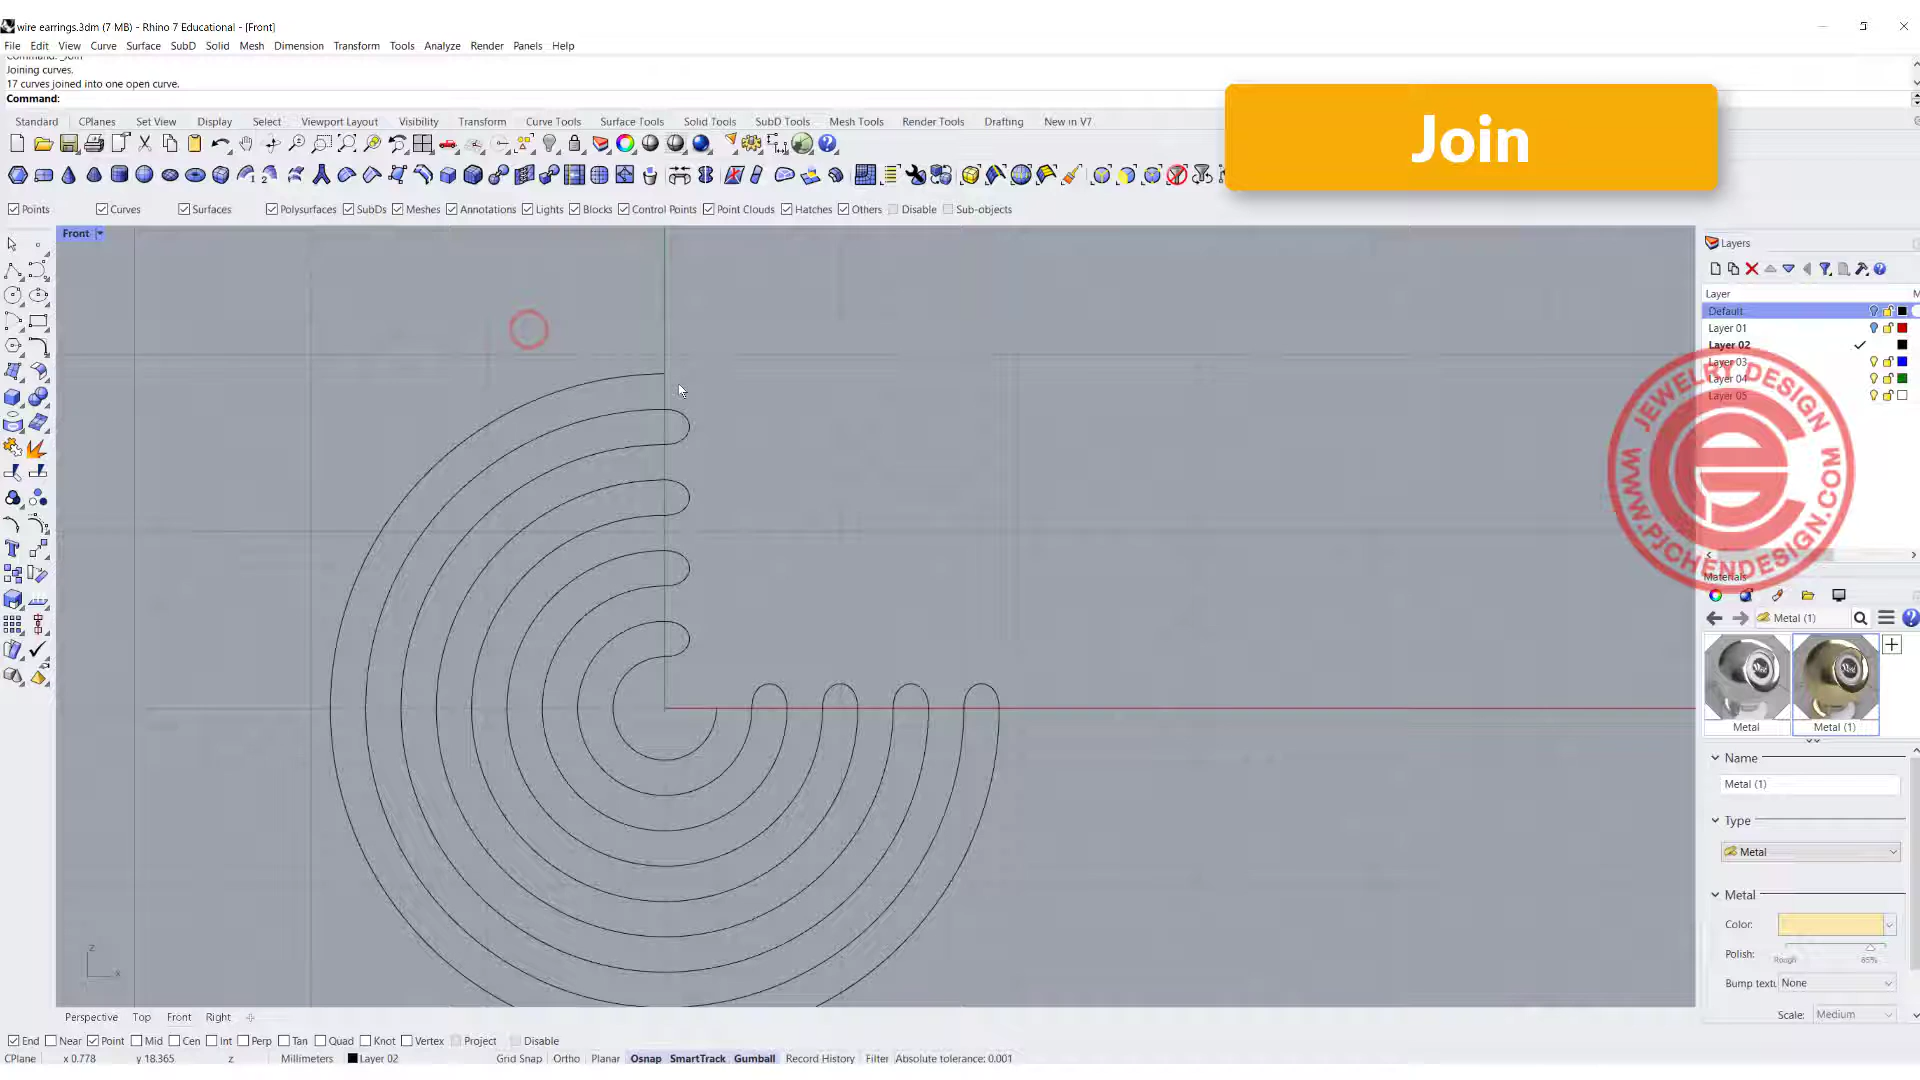 wire earrings.3dm (7 MB) - Rhino 7 Educational - [Front]
File Edit View Curve Surface SubD Solid Mesh Dimension Transform Tools Analyze Render Panels Help
Command: _Join
Joining curves.
17 curves joined into one open curve.
Command:
Join
Standard CPlanes Set View Display Select Viewport Layout Visibility Transform Curve Tools Surface Tools Solid Tools SubD Tools Mesh Tools Render Tools Drafting New in V7
Points Curves Surfaces Polysurfaces SubDs Meshes Annotations Lights Blocks Control Points Point Clouds Hatches Others Disable Sub-objects
Front
Layers
Layer M
Default
Layer 01
Layer 02
Layer 03
Layer 04
Layer 05
JEWELRY DESIGN
WWW.PJCHENDESIGN.COM
Materials
Metal (1)
Metal Metal (1)
Name
Metal (1)
Type
Metal
Metal
Color:
Polish:
Rough 85%
Bump textu None
Scale: Medium
z
x
Perspective Top Front Right
End Near Point Mid Cen Int Perp Tan Quad Knot Vertex Project Disable
CPlane x 0.778 y 18.365 z Millimeters Layer 02 Grid Snap Ortho Planar Osnap SmartTrack Gumball Record History Filter Absolute tolerance: 0.001